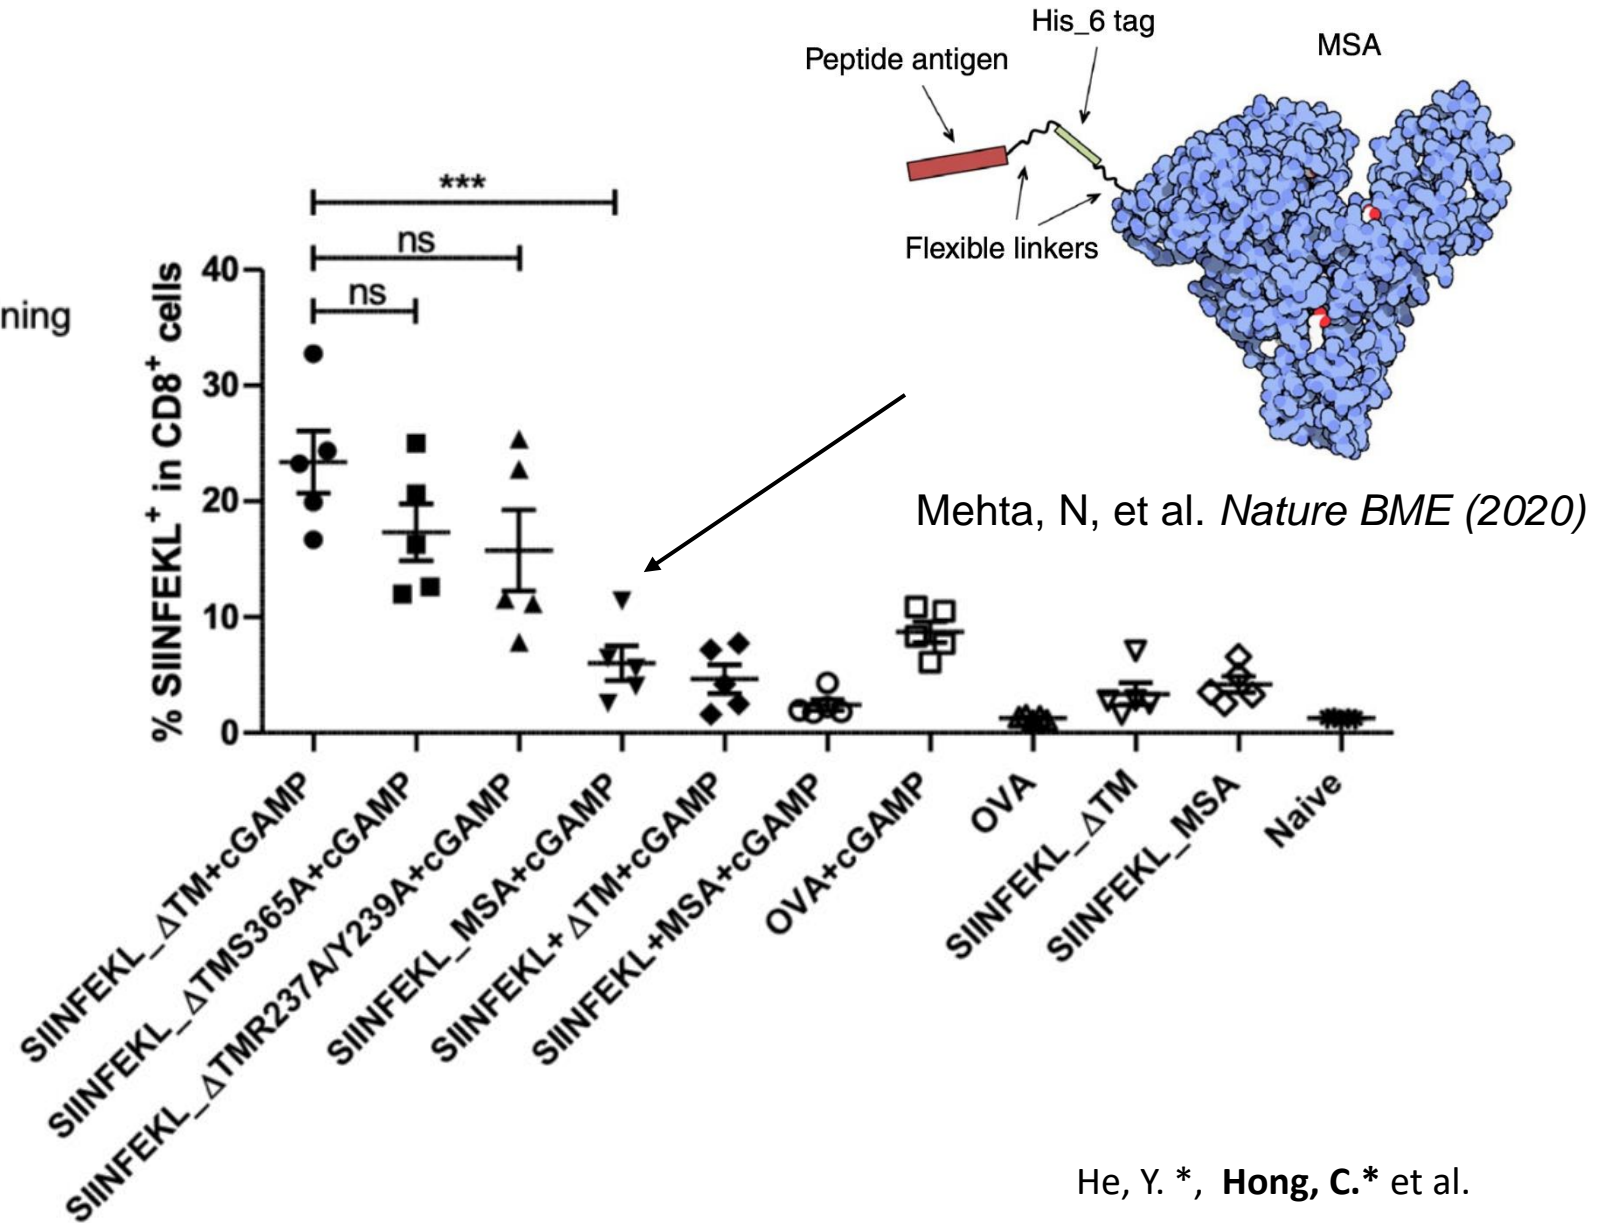 His_6 tag
Peptide antigen
MSA
Flexible linkers
***
ns
ns
ning
% SIINFEKL+ in CD8+ cells
40
30
20
10
0
Mehta, N, et al. Nature BME (2020)
SIINFEKL_ΔTM+cGAMP
SIINFEKL_ΔTMS365A+cGAMP
SIINFEKL_ΔTMR237A/Y239A+cGAMP
SIINFEKL_MSA+cGAMP
SIINFEKL+ΔTM+cGAMP
SIINFEKL+MSA+cGAMP
OVA+cGAMP
OVA
SIINFEKL_ΔTM
SIINFEKL_MSA
Naive
He, Y. *, Hong, C.* et al.